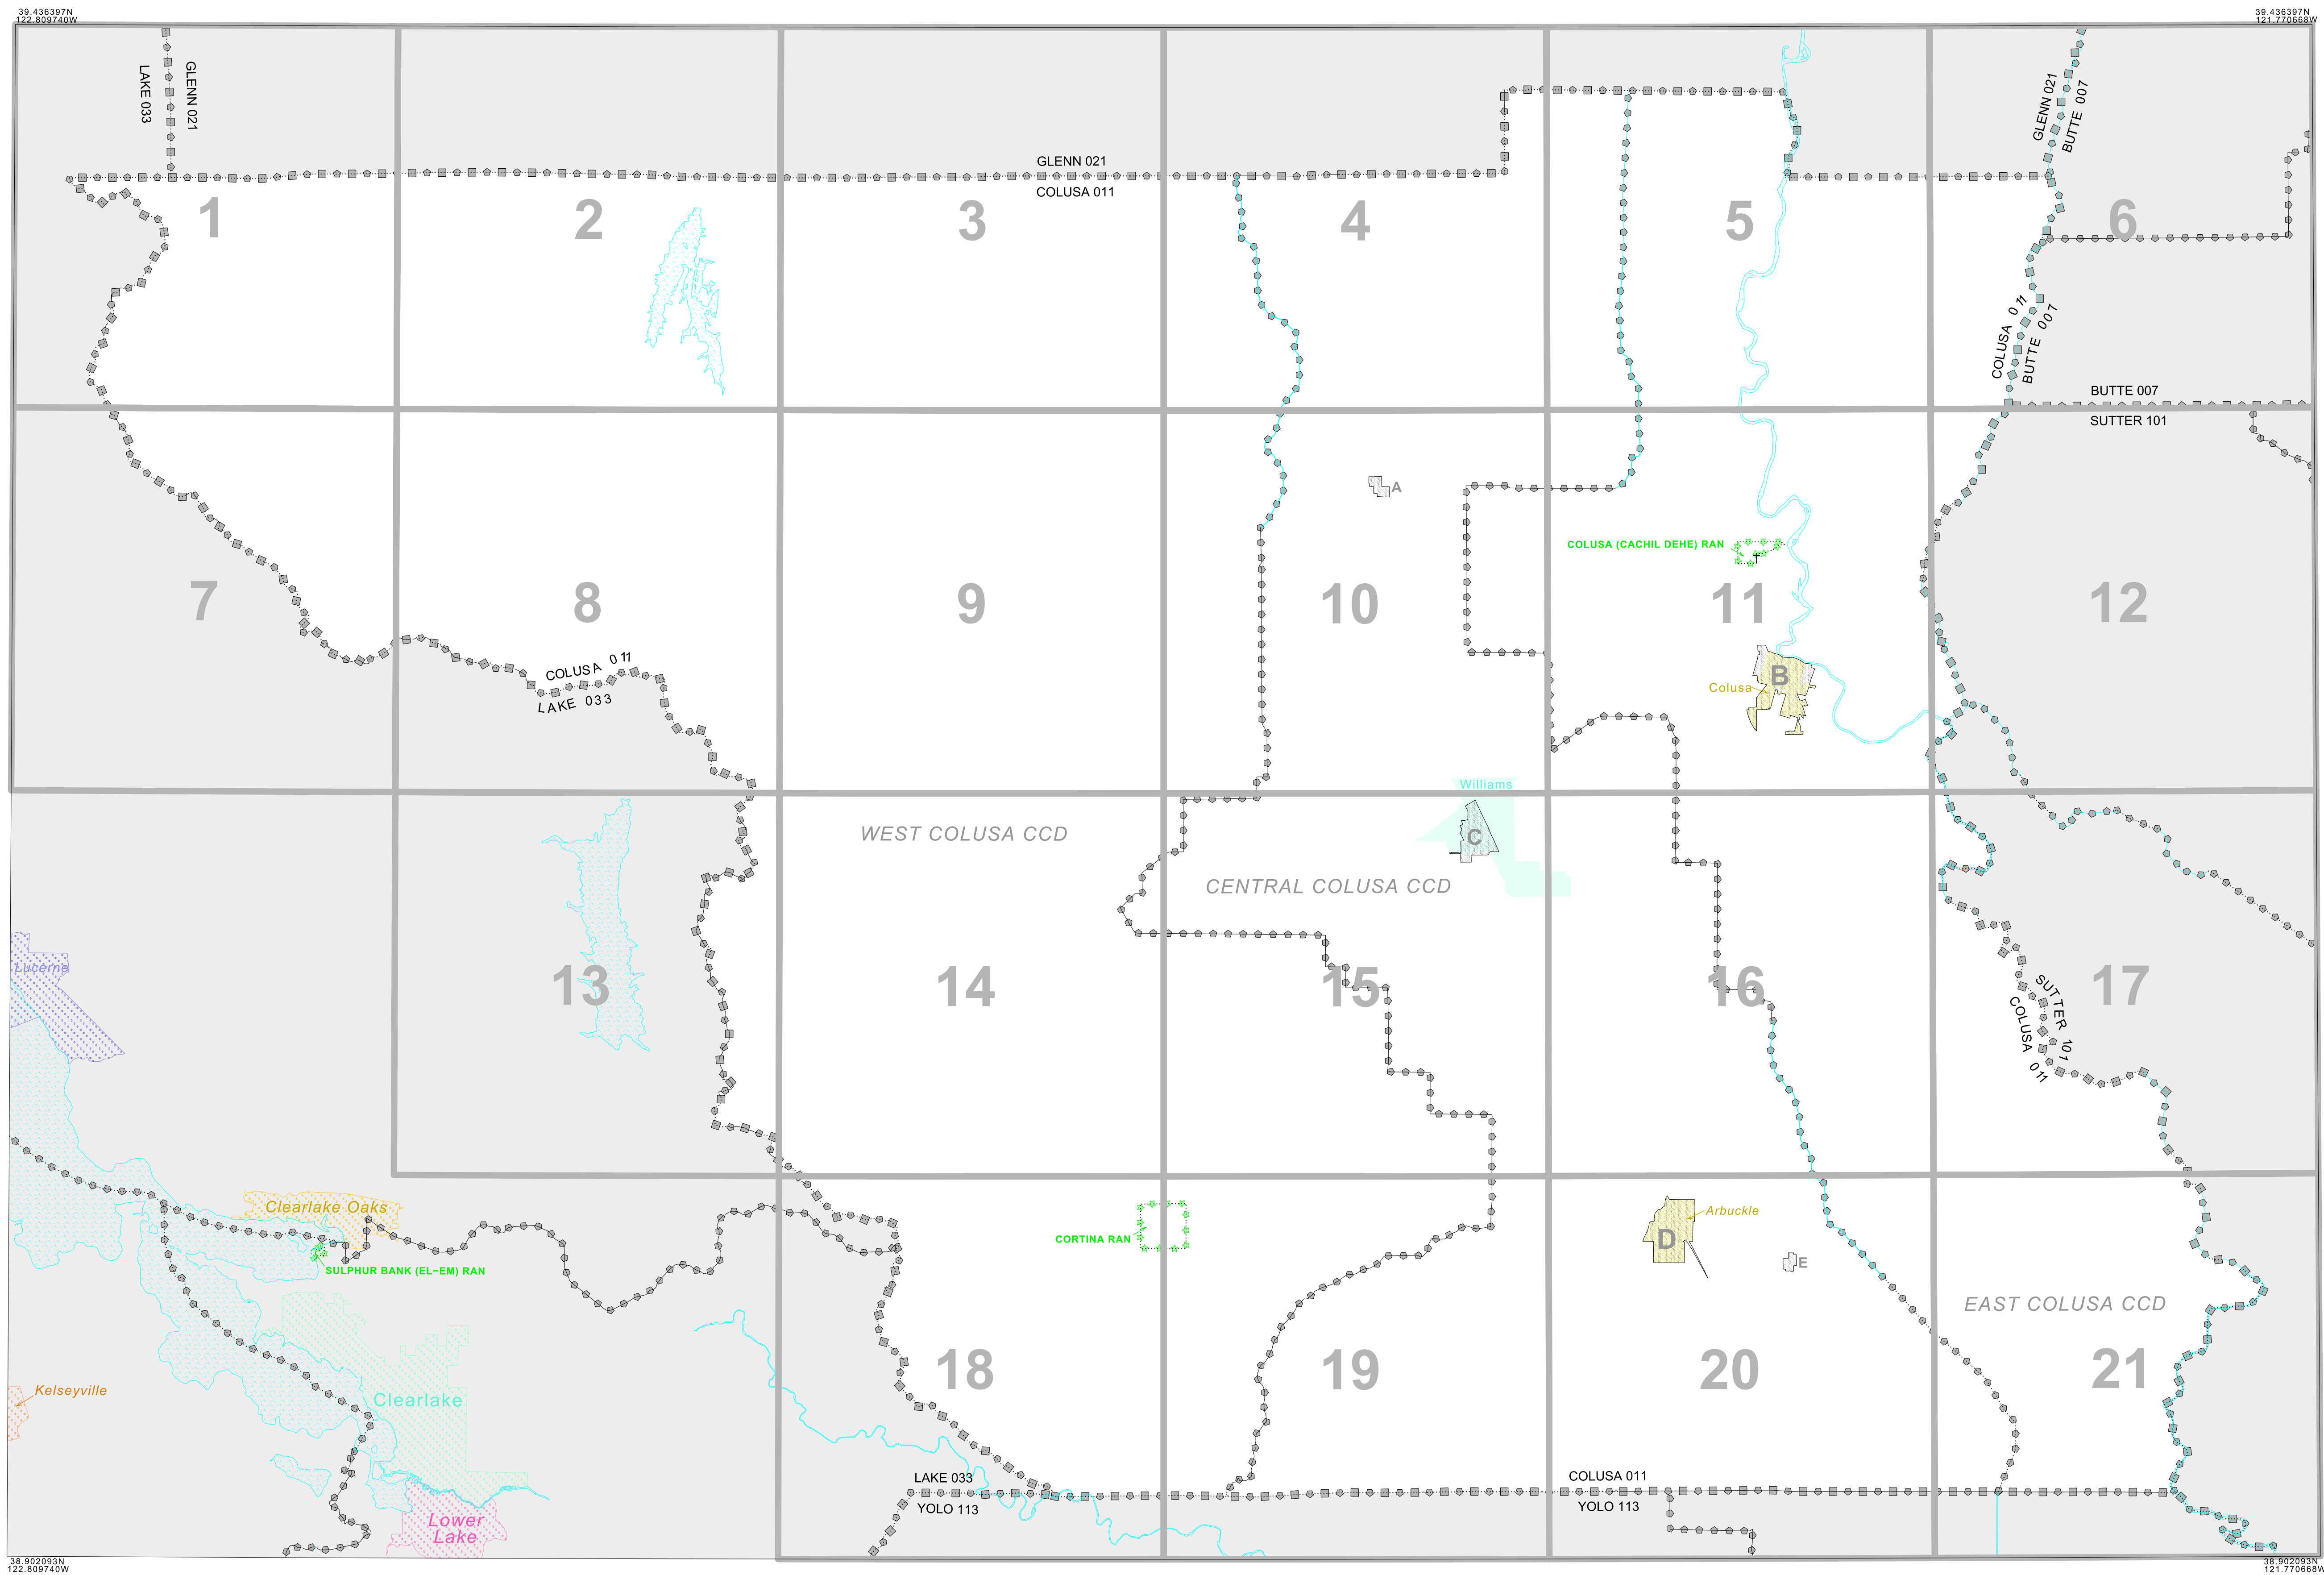 39.436397N
122.809740W
39.436397N
121.770668W
LAKE 033
GLENN 021
GLENN 021
BUTTE 007
GLENN 021
COLUSA 011
1
2
3
4
5
6
COLUSA 011
BUTTE 007
BUTTE 007
SUTTER 101
A
COLUSA (CACHIL DEHE) RAN
7
8
9
10
11
12
COLUSA 011
LAKE 033
B
Colusa
Williams
C
WEST COLUSA CCD
CENTRAL COLUSA CCD
Lucerne
13
14
15
16
17
SUTTER 101
COLUSA 011
Clearlake Oaks
SULPHUR BANK (EL-EM) RAN
CORTINA RAN
Arbuckle
D
E
EAST COLUSA CCD
18
19
20
21
Kelseyville
Clearlake
LAKE 033
YOLO 113
COLUSA 011
YOLO 113
Lower
Lake
38.902093N
122.809740W
38.902093N
121.770668W